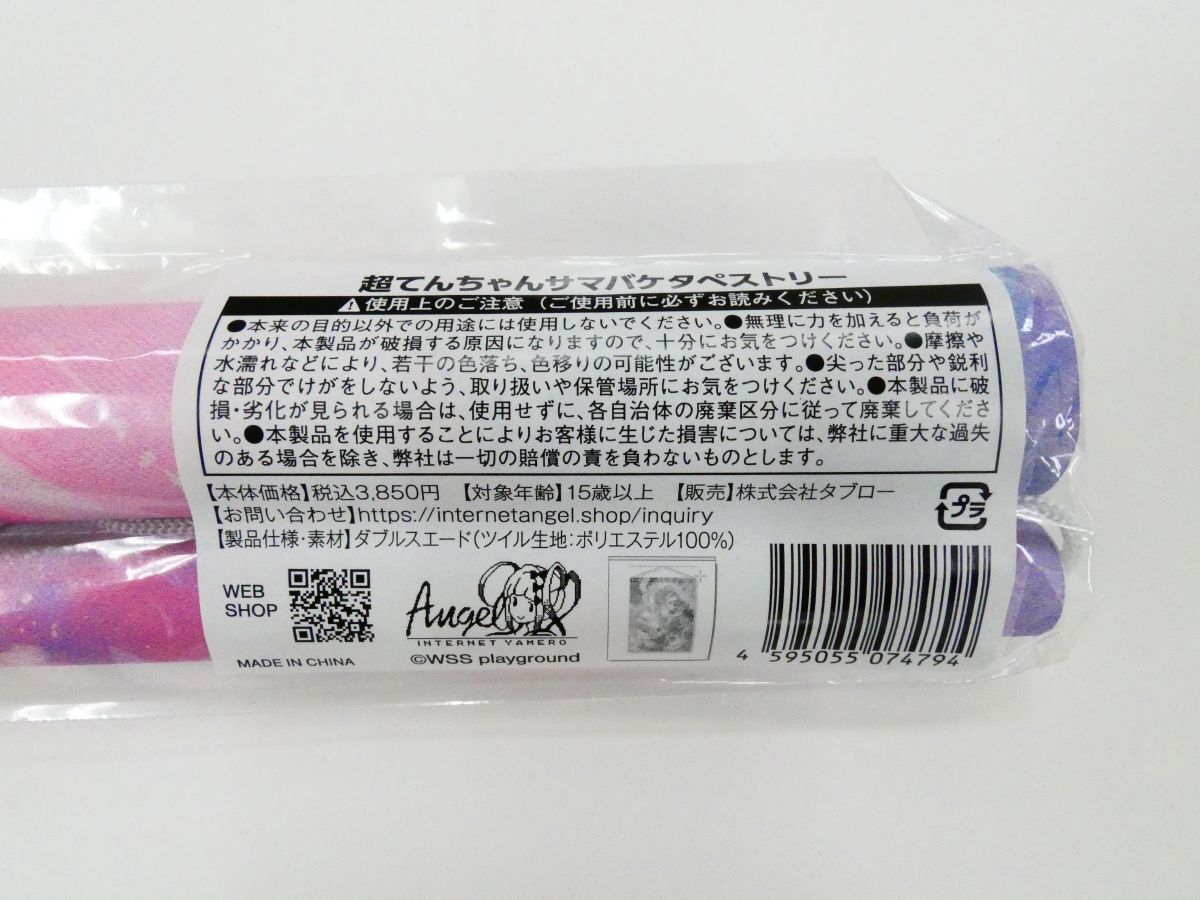 超てんちゃんサマバケタペストリー
使用上のご注意（ご使用前に必ずお読みください）
●本来の目的以外での用途には使用しないでください。●無理に力を加えると負荷が
かかり、本製品が破損する原因になりますので、十分にお気をつけください。●摩擦や
水濡れなどにより、若干の色落ち、色移りの可能性がございます。●尖った部分や鋭利
な部分でけがをしないよう、取り扱いや保管場所にお気をつけください。●本製品に破
損・劣化が見られる場合は、使用せずに、各自治体の廃棄区分に従って廃棄してくださ
い。●本製品を使用することによりお客様に生じた損害については、弊社に重大な過失
のある場合を除き、弊社は一切の賠償の責を負わないものとします。
【本体価格】税込3,850円 【対象年齢】15歳以上 【販売】株式会社タブロー
【お問い合わせ】https://internetangel.shop/inquiry
【製品仕様・素材】ダブルスエード(ツイル生地:ポリエステル100%)
プラ
WEB
SHOP
Angel
INTERNET YAMERO
©WSS playground
MADE IN CHINA
4 595055 074794